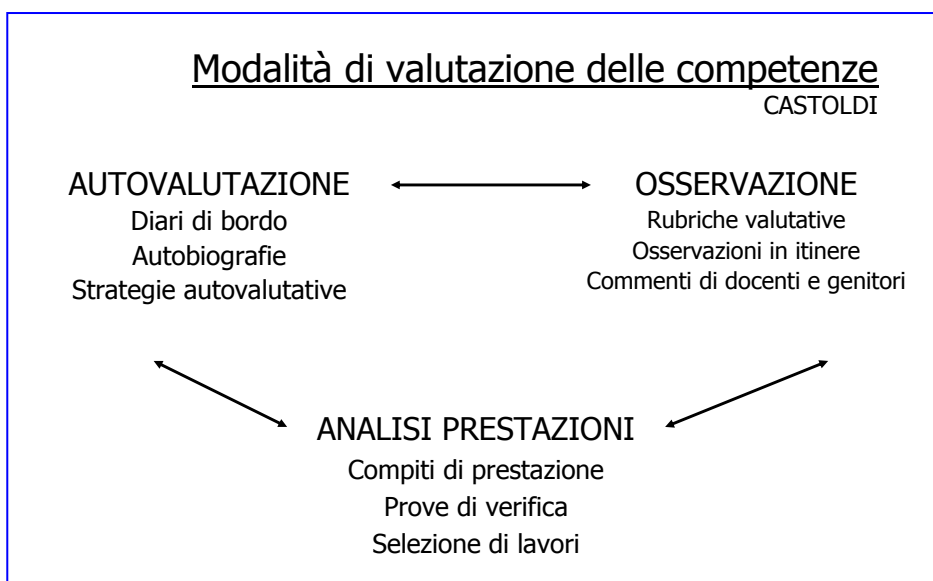 Modalità di valutazione delle competenze
CASTOLDI
AUTOVALUTAZIONE
Diari di bordo
Autobiografie
Strategie autovalutative
OSSERVAZIONE
Rubriche valutative
Osservazioni in itinere
Commenti di docenti e genitori
ANALISI PRESTAZIONI
Compiti di prestazione
Prove di verifica
Selezione di lavori